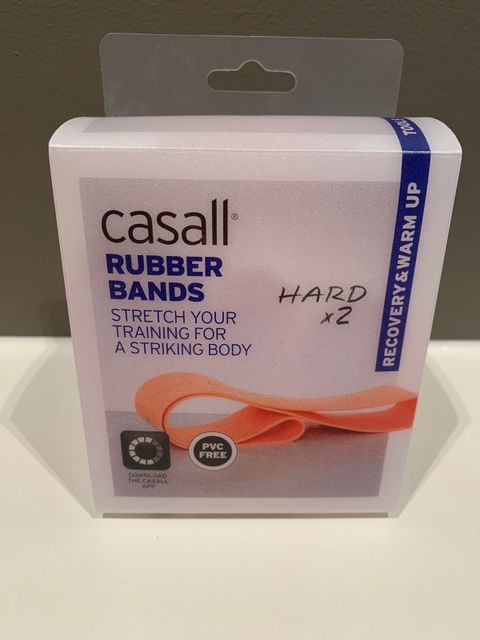 casall®
RUBBER
BANDS
STRETCH YOUR
TRAINING FOR
A STRIKING BODY
HARD
x2
RECOVERY & WARM UP
PVC
FREE
DOWNLOAD
THE CASALL
APP